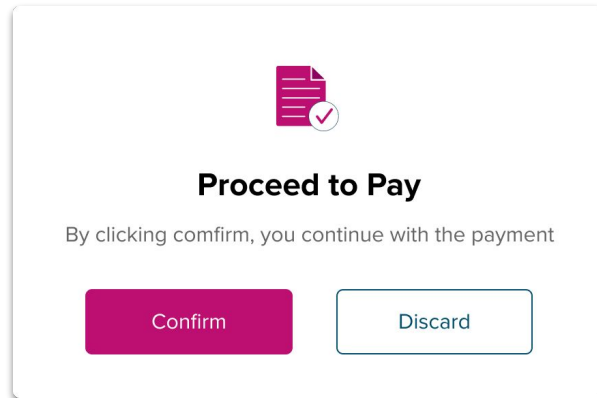 Proceed to Pay
By clicking comfirm, you continue with the payment
Confirm
Discard